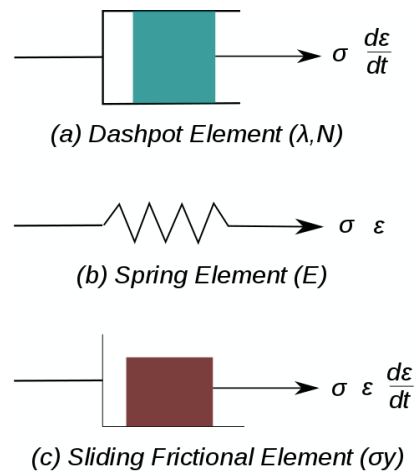 σ dε/dt
(a) Dashpot Element (λ,N)
σ ε
(b) Spring Element (E)
σ ε dε/dt
(c) Sliding Frictional Element (σy)